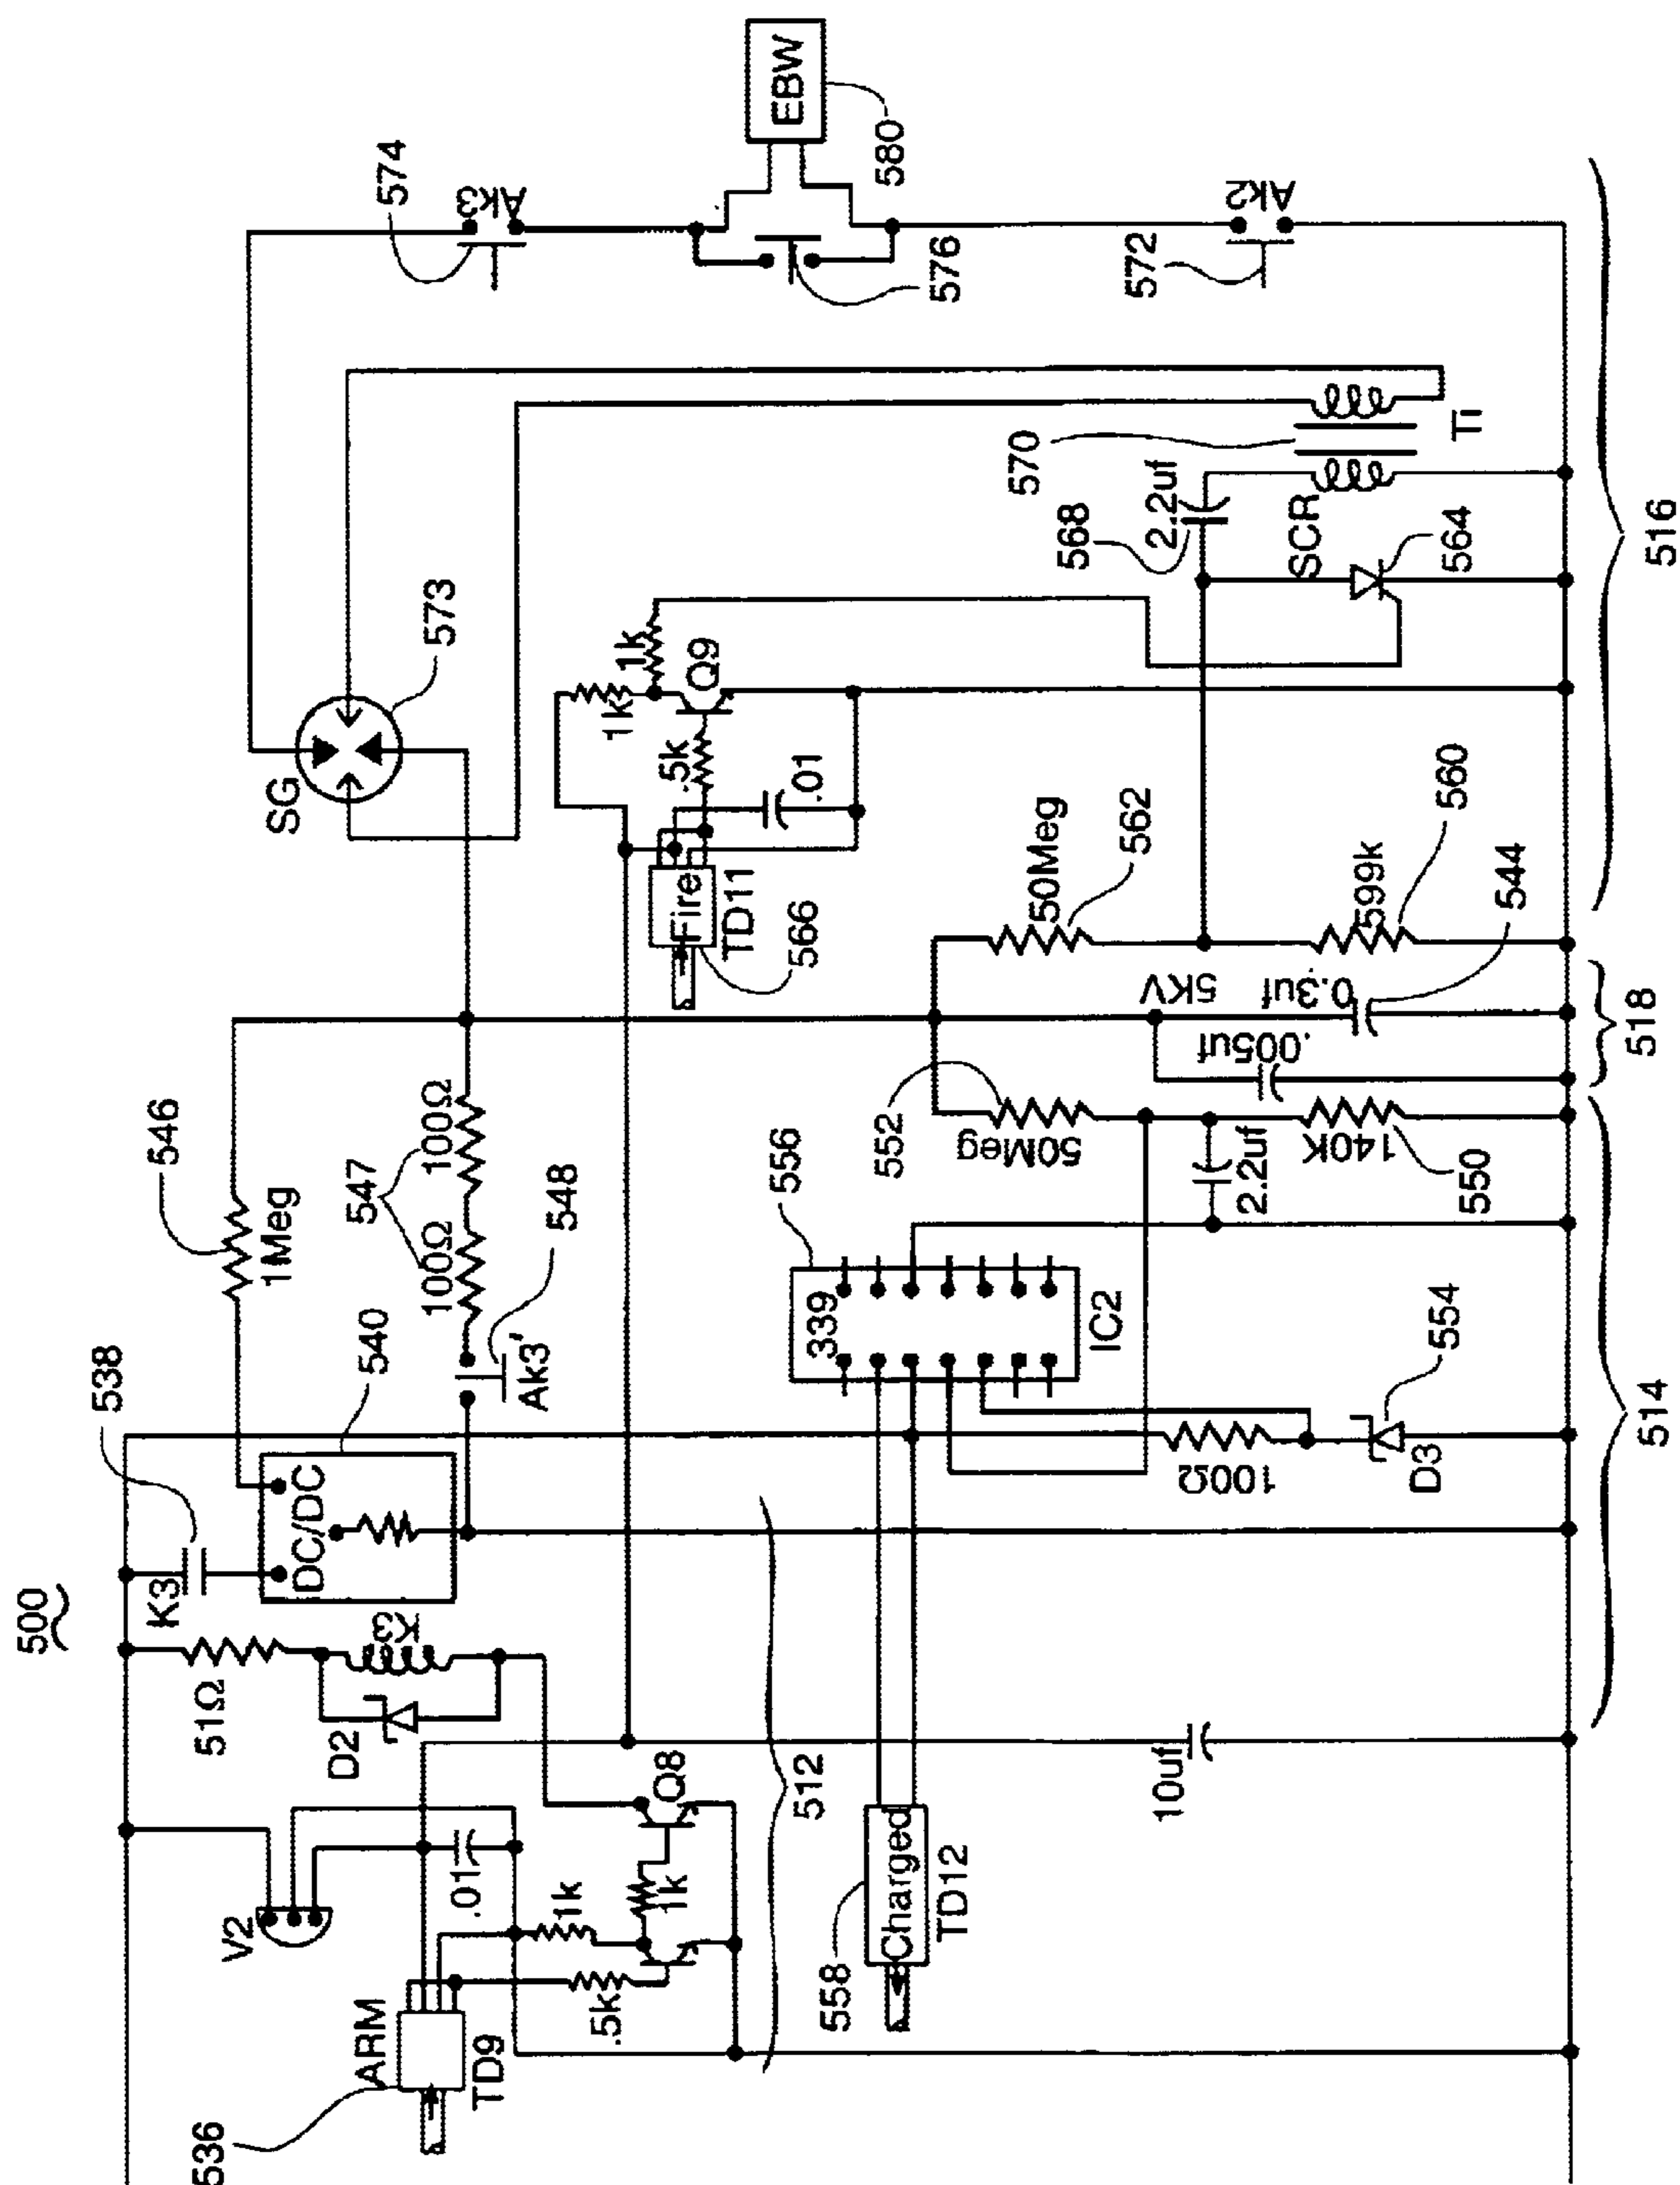 500
574
Ak3
EBW
580
576
572
Ak2
SG
573
1k
1k
Q9
.5k
.01
Fire
TD11
566
570
568
2.2uf
SCR
Ti
564
516
50Meg
562
599k
560
544
5KV
0.3uf
.005uf
518
546
1Meg
547
100Ω
100Ω
548
Ak3'
540
538
K3
DC/DC
556
339
IC2
552
50Meg
2.2uf
140K
550
100Ω
D3
554
514
51Ω
K3
D2
V2
.01
ARM
536
TD9
1k
1k
.5k
Q8
512
558
Charged
TD12
10uf